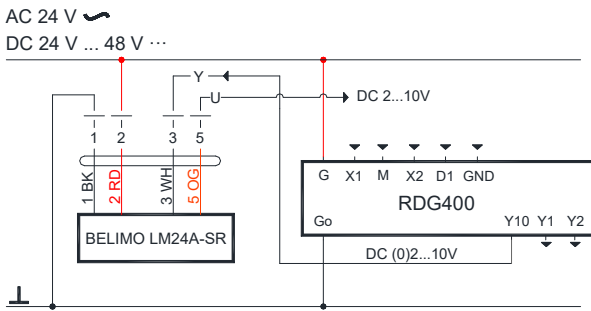 AC 24 V
DC 24 V ... 48 V
Y
U
DC 2...10V
1 2 3 5
1 BK
2 RD
3 WH
5 OG
G X1 M X2 D1 GND
RDG400
Go Y10 Y1 Y2
BELIMO LM24A-SR
DC (0)2...10V